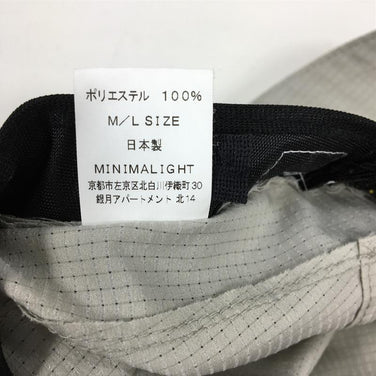 ポリエステル 100%
M/L SIZE
日本製
MINIMALIGHT
京都市左京区北白川伊織町30
銀月アパートメント 北14